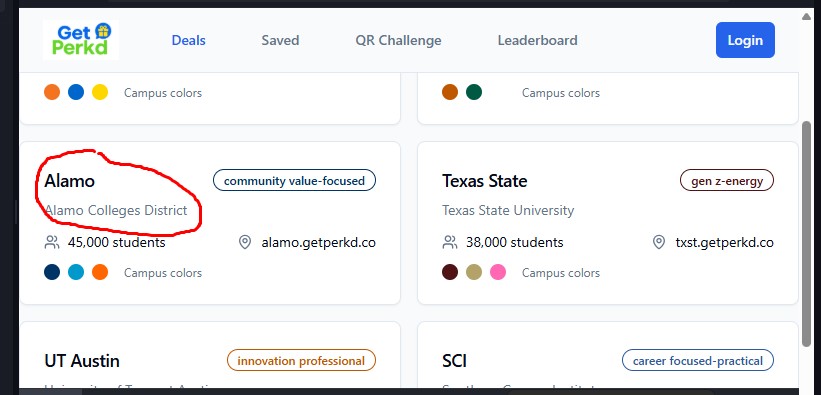 Get
Perkd
Deals
Saved
QR Challenge
Leaderboard
Login
Campus colors
Campus colors
Alamo
community value-focused
Alamo Colleges District
45,000 students
alamo.getperkd.co
Campus colors
Texas State
gen z-energy
Texas State University
38,000 students
txst.getperkd.co
Campus colors
UT Austin
innovation professional
SCI
career focused-practical